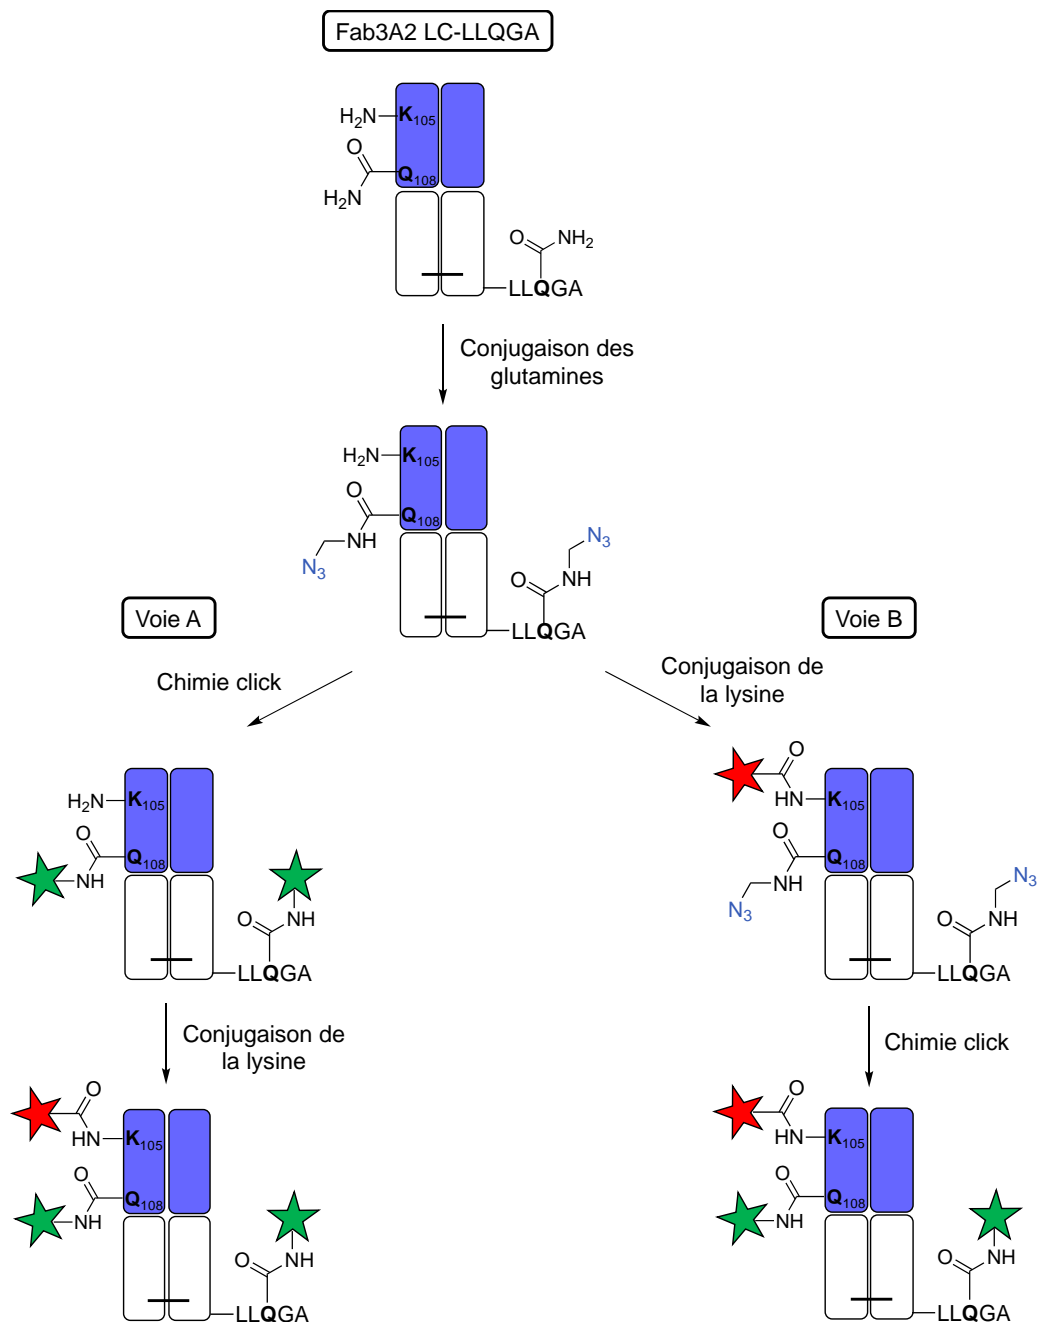 Fab3A2 LC-LLQGA
H₂N K₁₀₅
O
Q₁₀₈
H₂N
O NH₂
LLQGA
Conjugaison des
glutamines
H₂N K₁₀₅
O
Q₁₀₈
NH
N₃
N₃
O NH
LLQGA
Voie A
Voie B
Chimie click
Conjugaison de
la lysine
H₂N K₁₀₅
O
Q₁₀₈
NH
O NH
LLQGA
O
HN K₁₀₅
O
Q₁₀₈
NH
N₃
N₃
O NH
LLQGA
Conjugaison de
la lysine
Chimie click
O
HN K₁₀₅
O
Q₁₀₈
NH
O NH
LLQGA
O
HN K₁₀₅
O
Q₁₀₈
NH
O NH
LLQGA